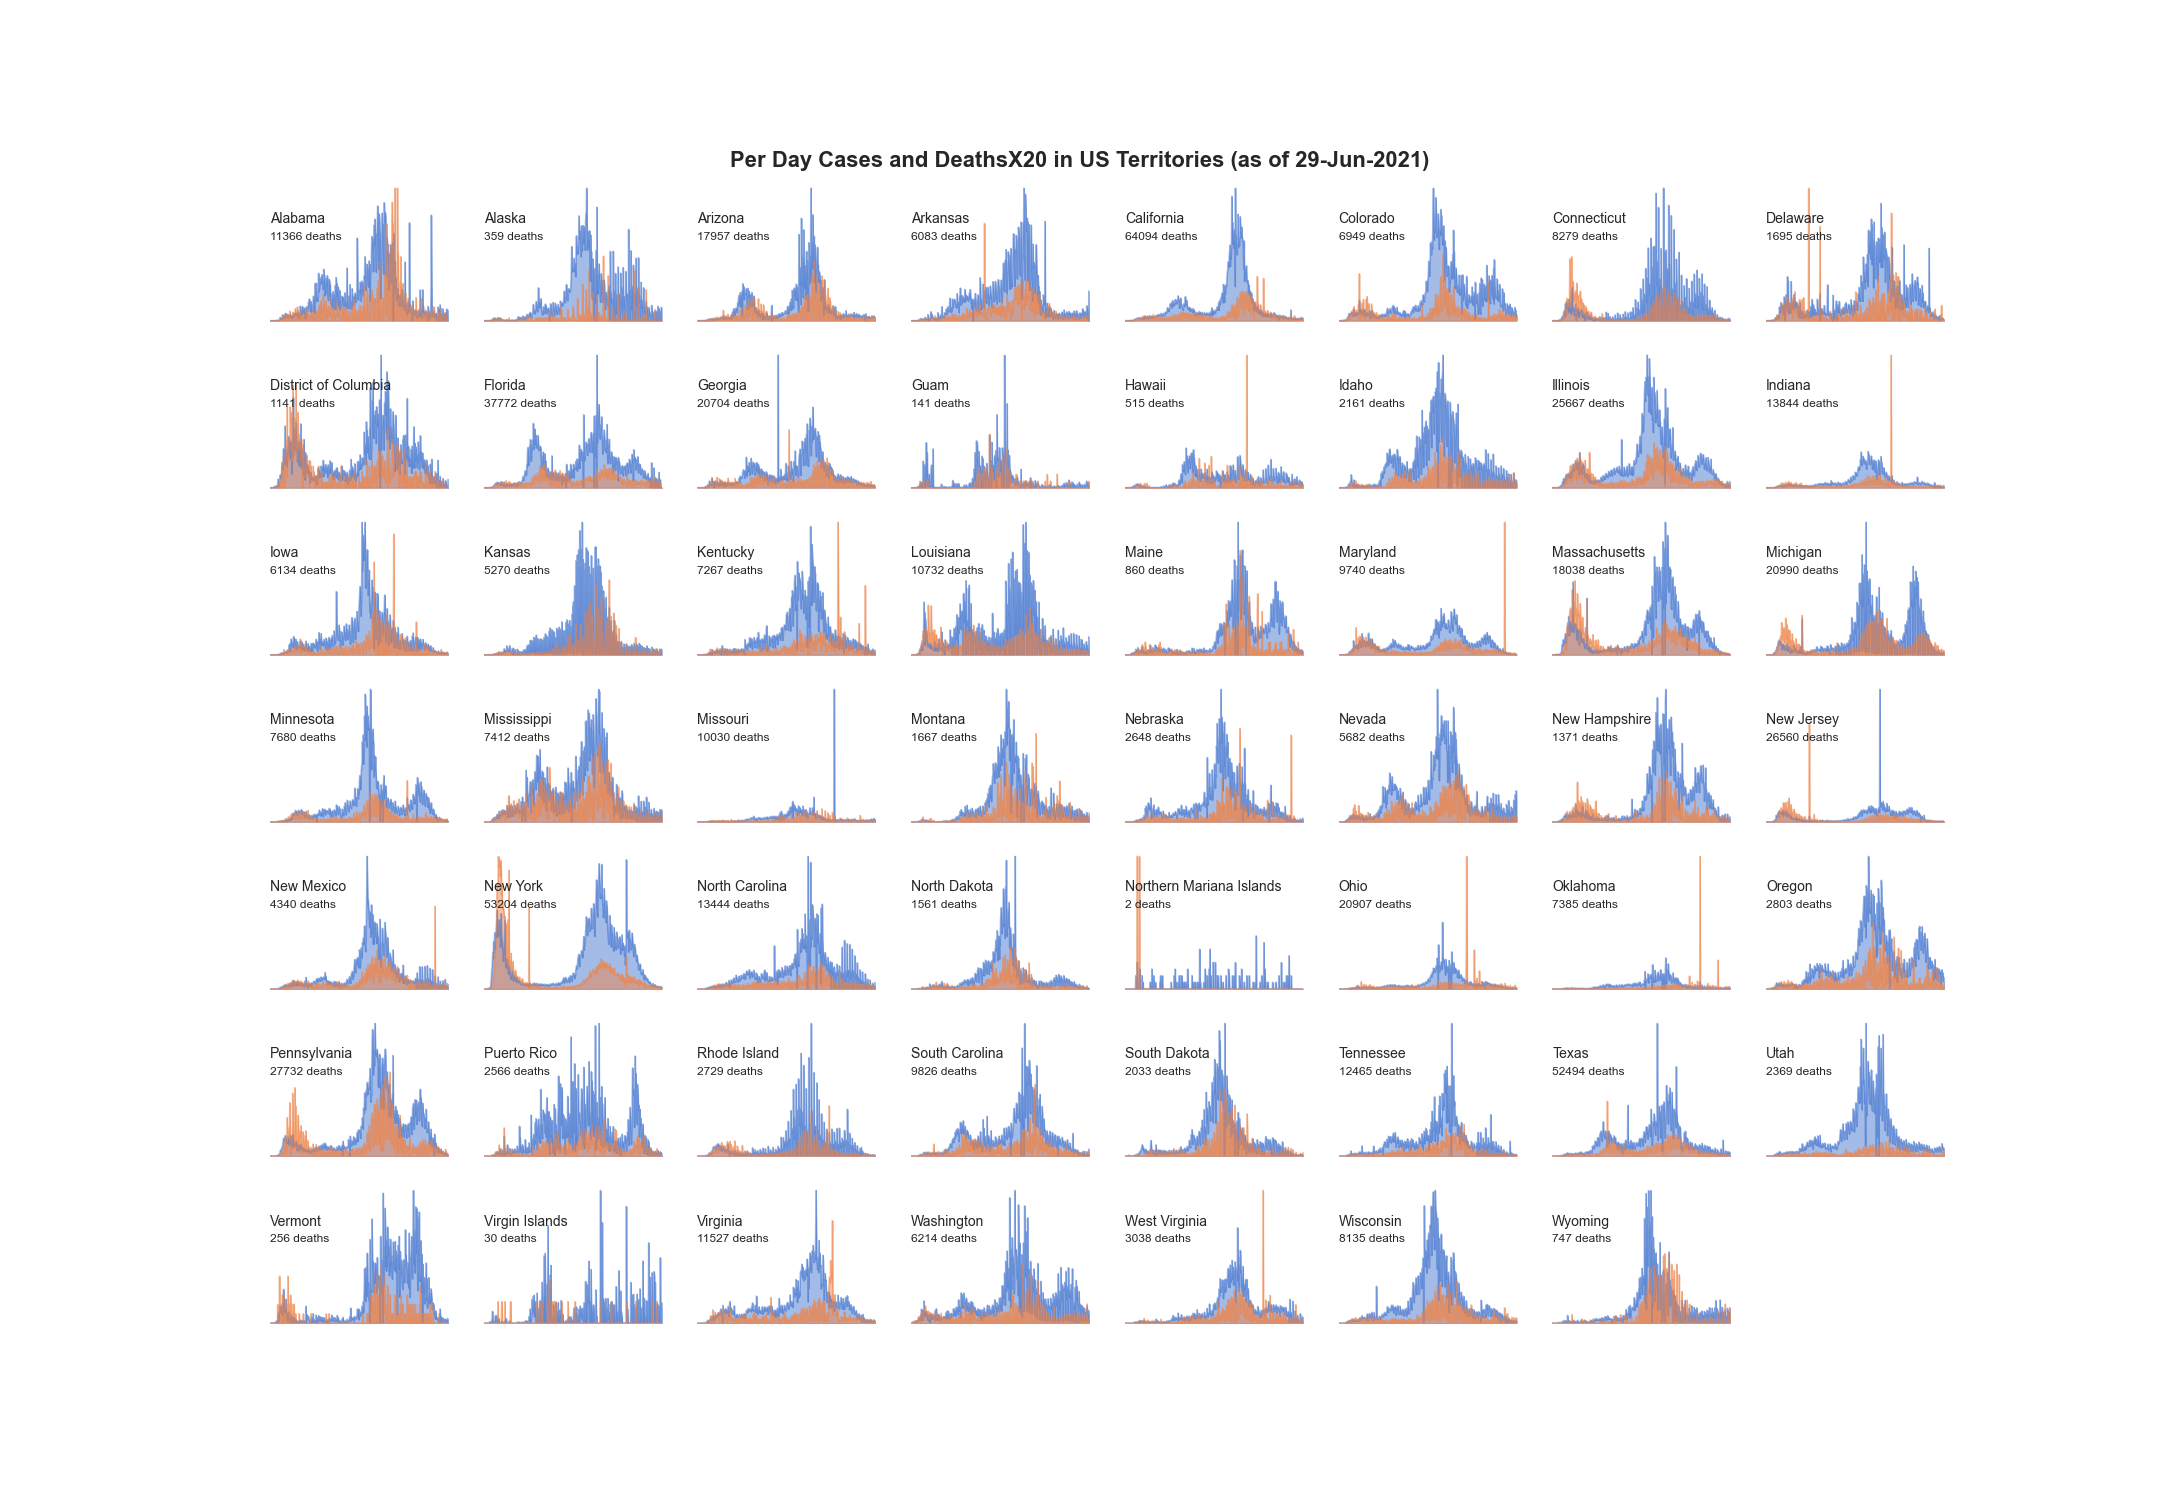 Per Day Cases and DeathsX20 in US Territories (as of 29-Jun-2021)
Alabama
11366 deaths
Alaska
359 deaths
Arizona
17957 deaths
Arkansas
6083 deaths
California
64094 deaths
Colorado
6949 deaths
Connecticut
8279 deaths
Delaware
1695 deaths
District of Columbia
1141 deaths
Florida
37772 deaths
Georgia
20704 deaths
Guam
141 deaths
Hawaii
515 deaths
Idaho
2161 deaths
Illinois
25667 deaths
Indiana
13844 deaths
Iowa
6134 deaths
Kansas
5270 deaths
Kentucky
7267 deaths
Louisiana
10732 deaths
Maine
860 deaths
Maryland
9740 deaths
Massachusetts
18038 deaths
Michigan
20990 deaths
Minnesota
7680 deaths
Mississippi
7412 deaths
Missouri
10030 deaths
Montana
1667 deaths
Nebraska
2648 deaths
Nevada
5682 deaths
New Hampshire
1371 deaths
New Jersey
26560 deaths
New Mexico
4340 deaths
New York
53204 deaths
North Carolina
13444 deaths
North Dakota
1561 deaths
Northern Mariana Islands
2 deaths
Ohio
20907 deaths
Oklahoma
7385 deaths
Oregon
2803 deaths
Pennsylvania
27732 deaths
Puerto Rico
2566 deaths
Rhode Island
2729 deaths
South Carolina
9826 deaths
South Dakota
2033 deaths
Tennessee
12465 deaths
Texas
52494 deaths
Utah
2369 deaths
Vermont
256 deaths
Virgin Islands
30 deaths
Virginia
11527 deaths
Washington
6214 deaths
West Virginia
3038 deaths
Wisconsin
8135 deaths
Wyoming
747 deaths